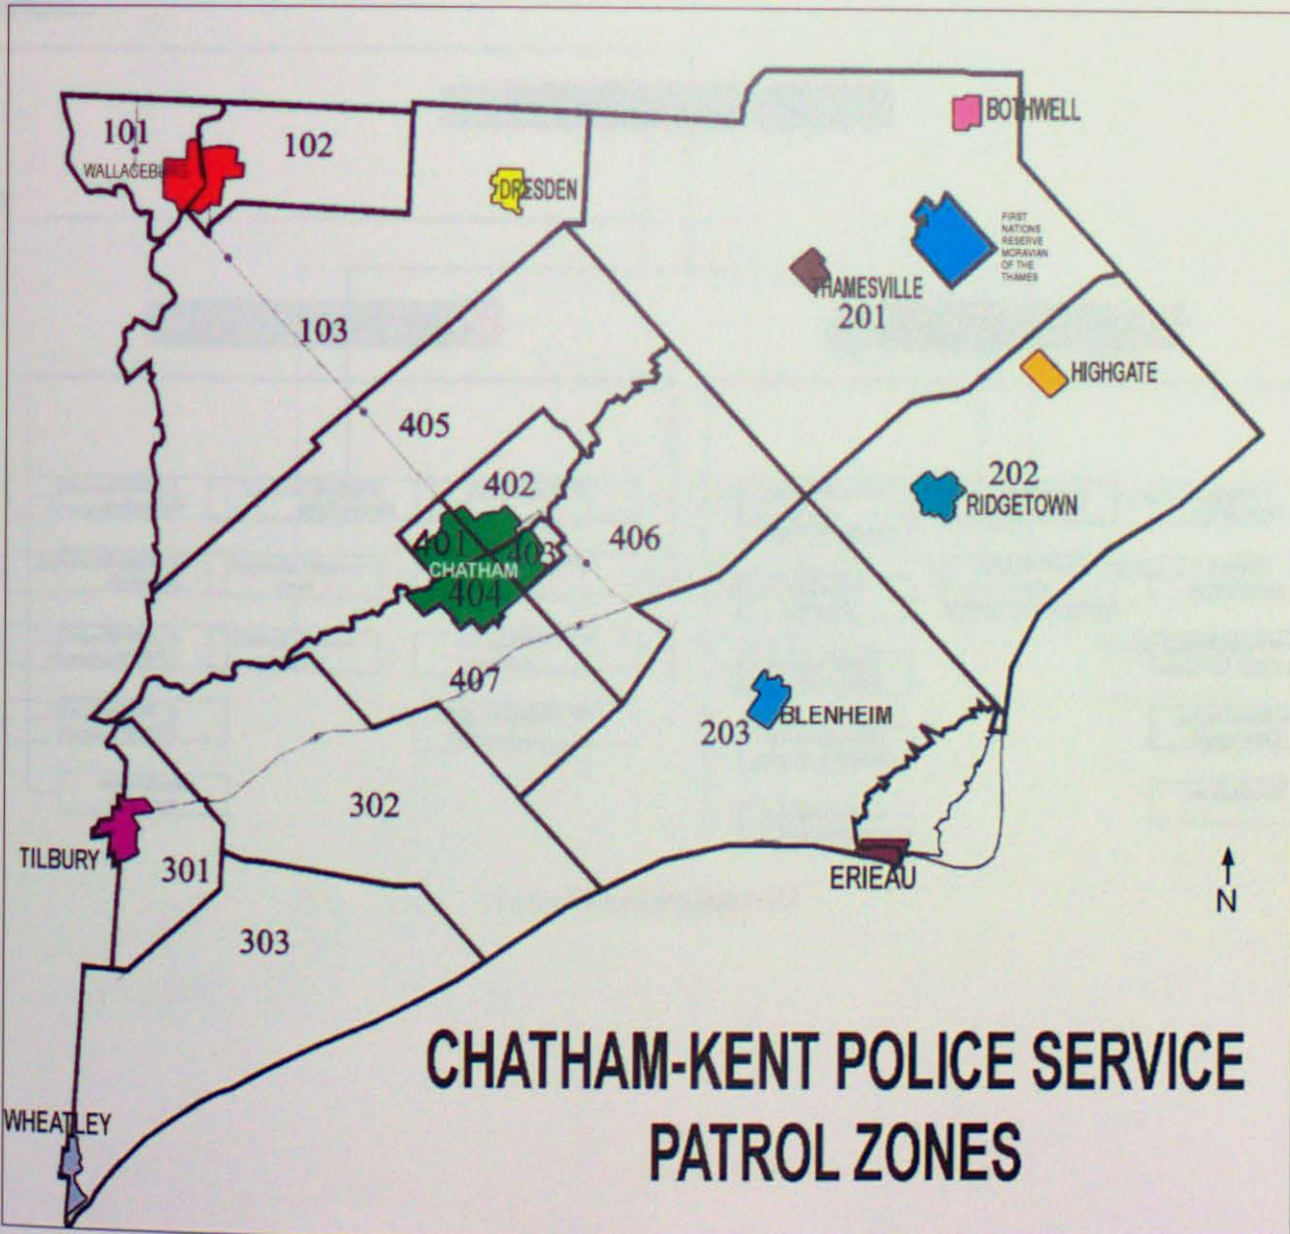 BOTHWELL
101
102
WALLACEBURG
DRESDEN
FIRST
NATIONS
RESERVE
MORAVIAN
OF THE
THAMES
THAMESVILLE
201
103
HIGHGATE
405
402
202
RIDGETOWN
401
403
406
CHATHAM
404
407
BLENHEIM
203
302
TILBURY
301
ERIEAU
N
303
CHATHAM-KENT POLICE SERVICE
PATROL ZONES
WHEATLEY